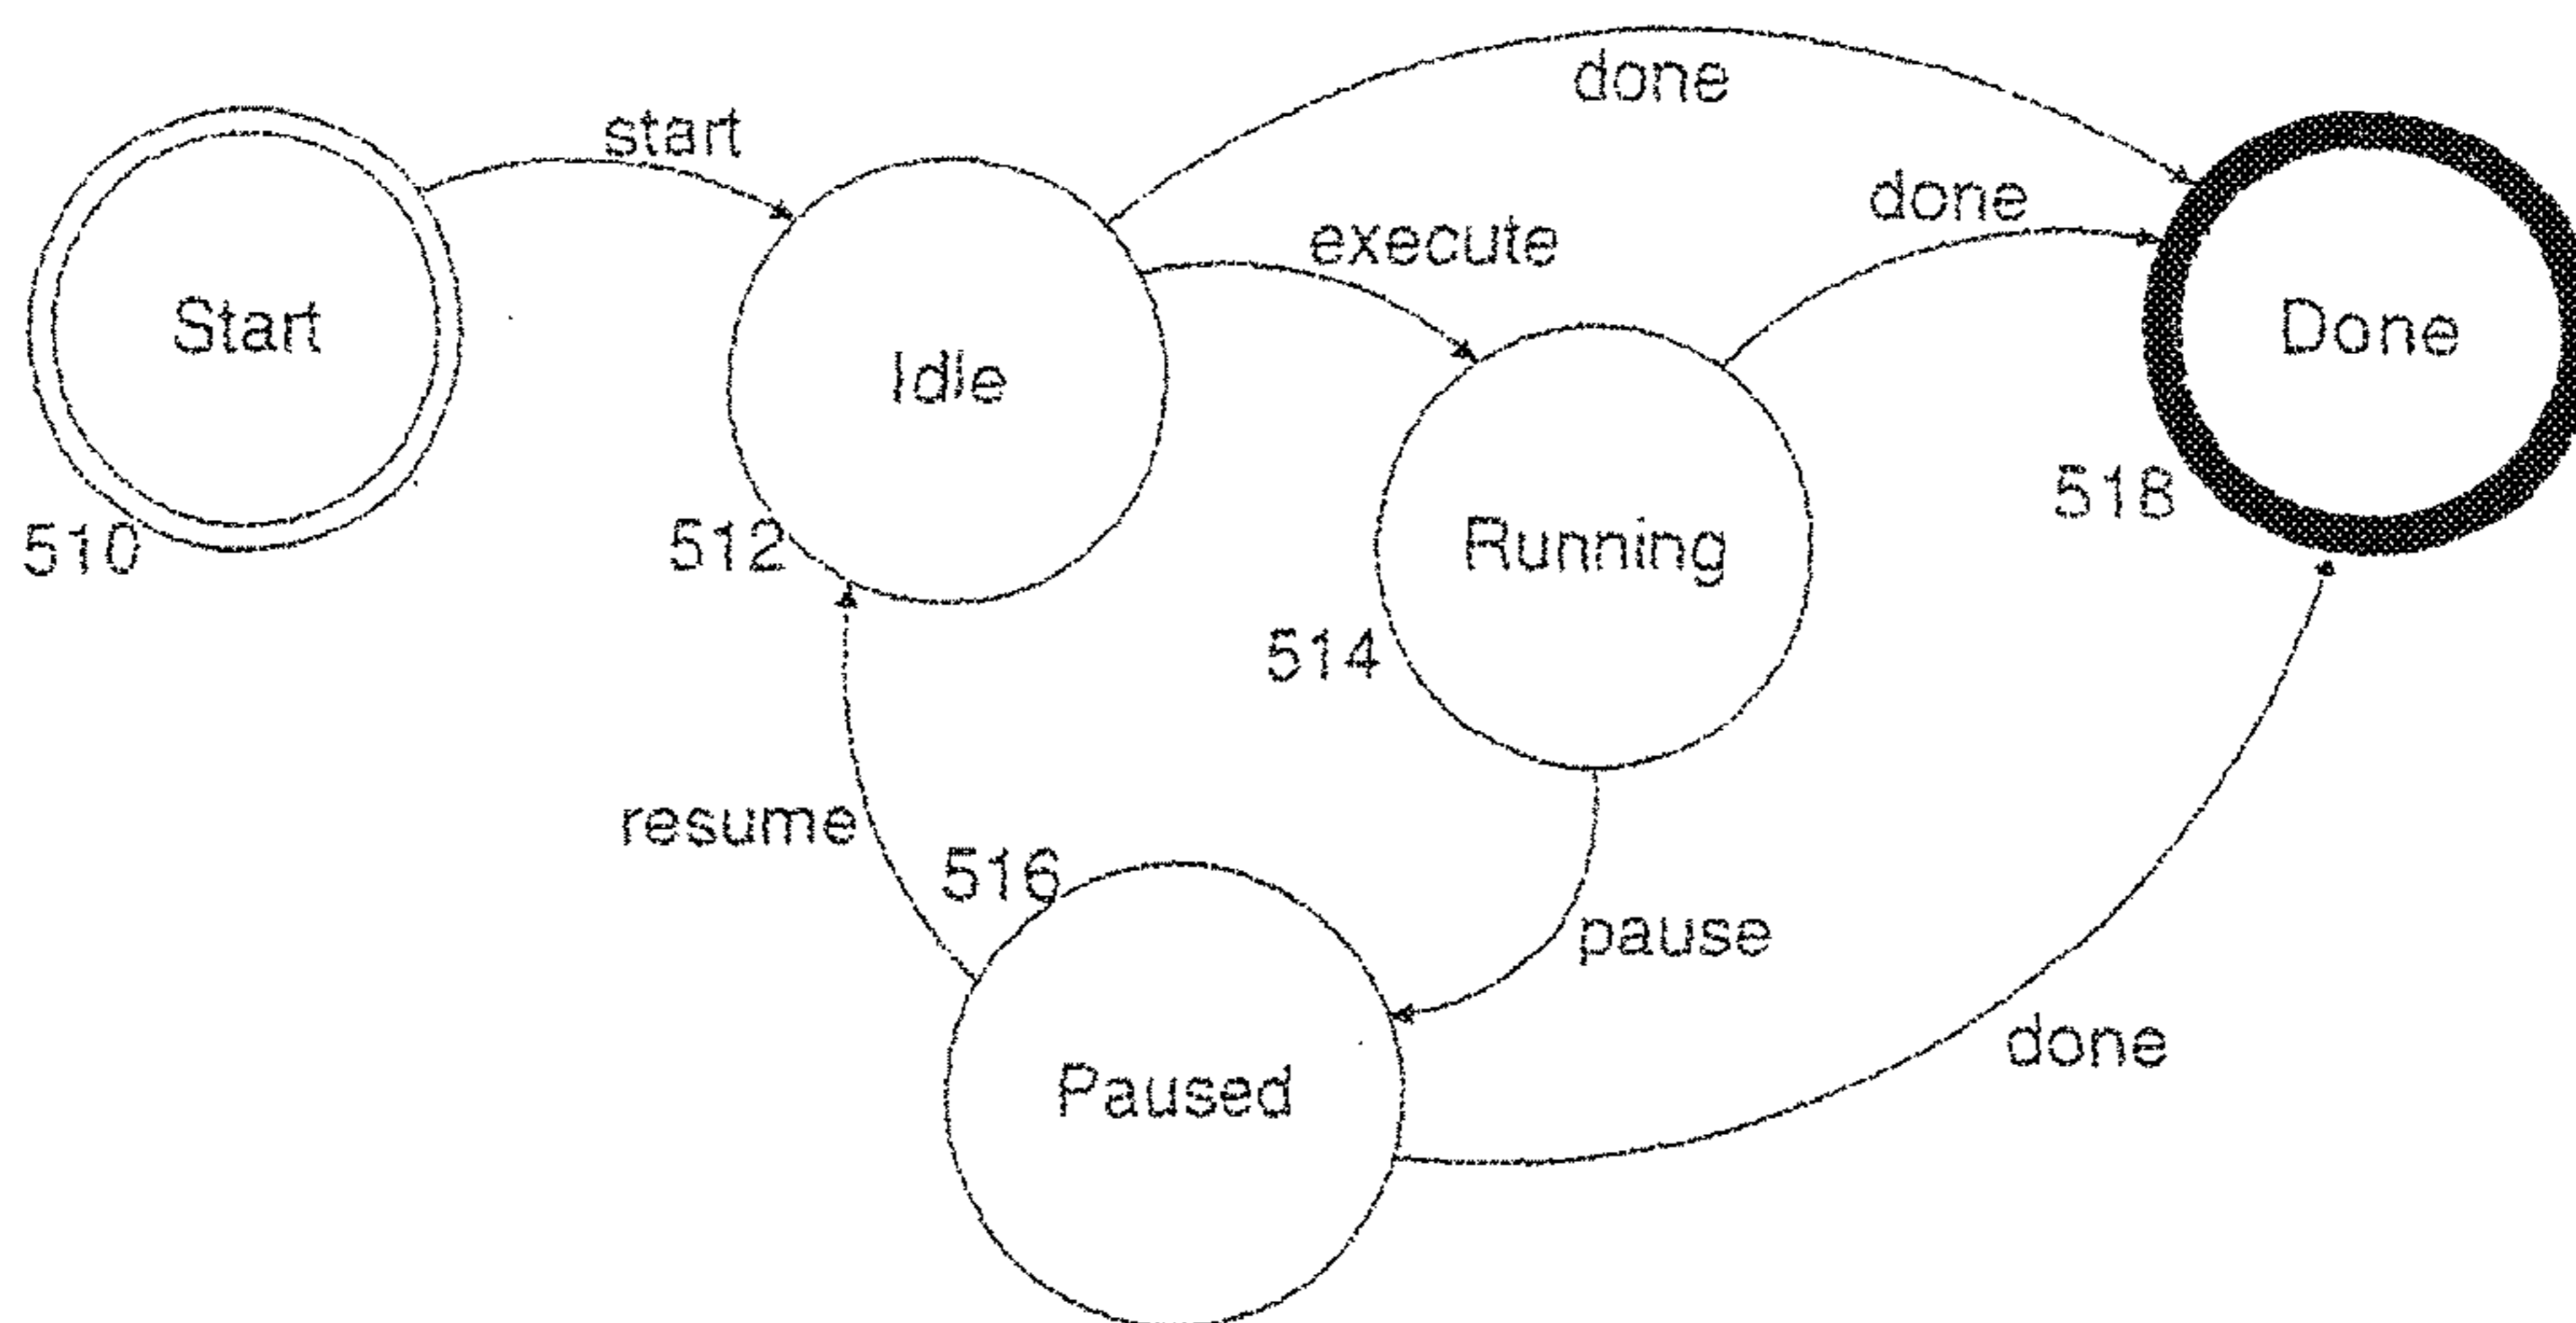 done
start
done
execute
Start
Done
Idle
518
510
512
Running
514
resume
516
pause
done
Paused